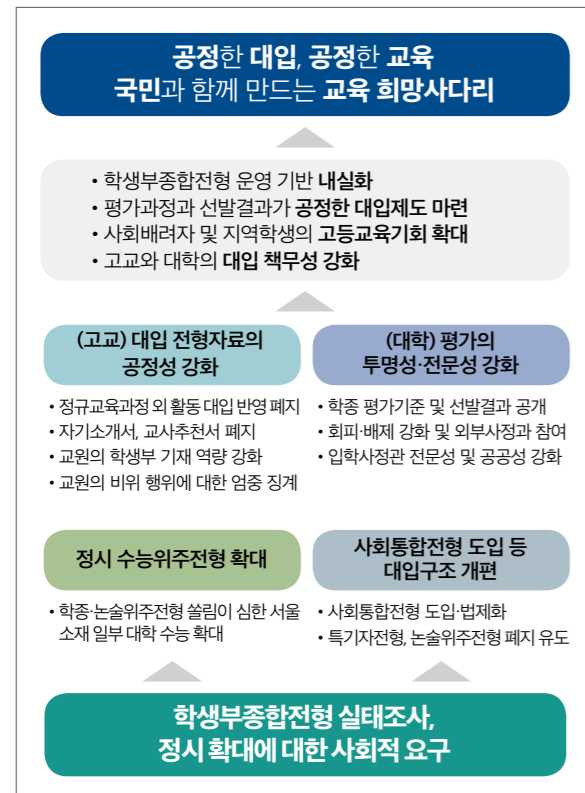 공정한 대입, 공정한 교육
국민과 함께 만드는 교육 희망사다리
• 학생부종합전형 운영 기반 내실화
• 평가과정과 선발결과가 공정한 대입제도 마련
• 사회배려자 및 지역학생의 고등교육기회 확대
• 고교와 대학의 대입 책무성 강화
(고교) 대입 전형자료의
공정성 강화
• 정규교육과정 외 활동 대입 반영 폐지
• 자기소개서, 교사추천서 폐지
• 교원의 학생부 기재 역량 강화
• 교원의 비위 행위에 대한 엄중 징계
(대학) 평가의
투명성·전문성 강화
• 학종 평가기준 및 선발결과 공개
• 회피·배제 강화 및 외부사정과 참여
• 입학사정관 전문성 및 공공성 강화
정시 수능위주전형 확대
• 학종·논술위주전형 쏠림이 심한 서울
소재 일부 대학 수능 확대
사회통합전형 도입 등
대입구조 개편
• 사회통합전형 도입·법제화
• 특기자전형, 논술위주전형 폐지 유도
학생부종합전형 실태조사,
정시 확대에 대한 사회적 요구